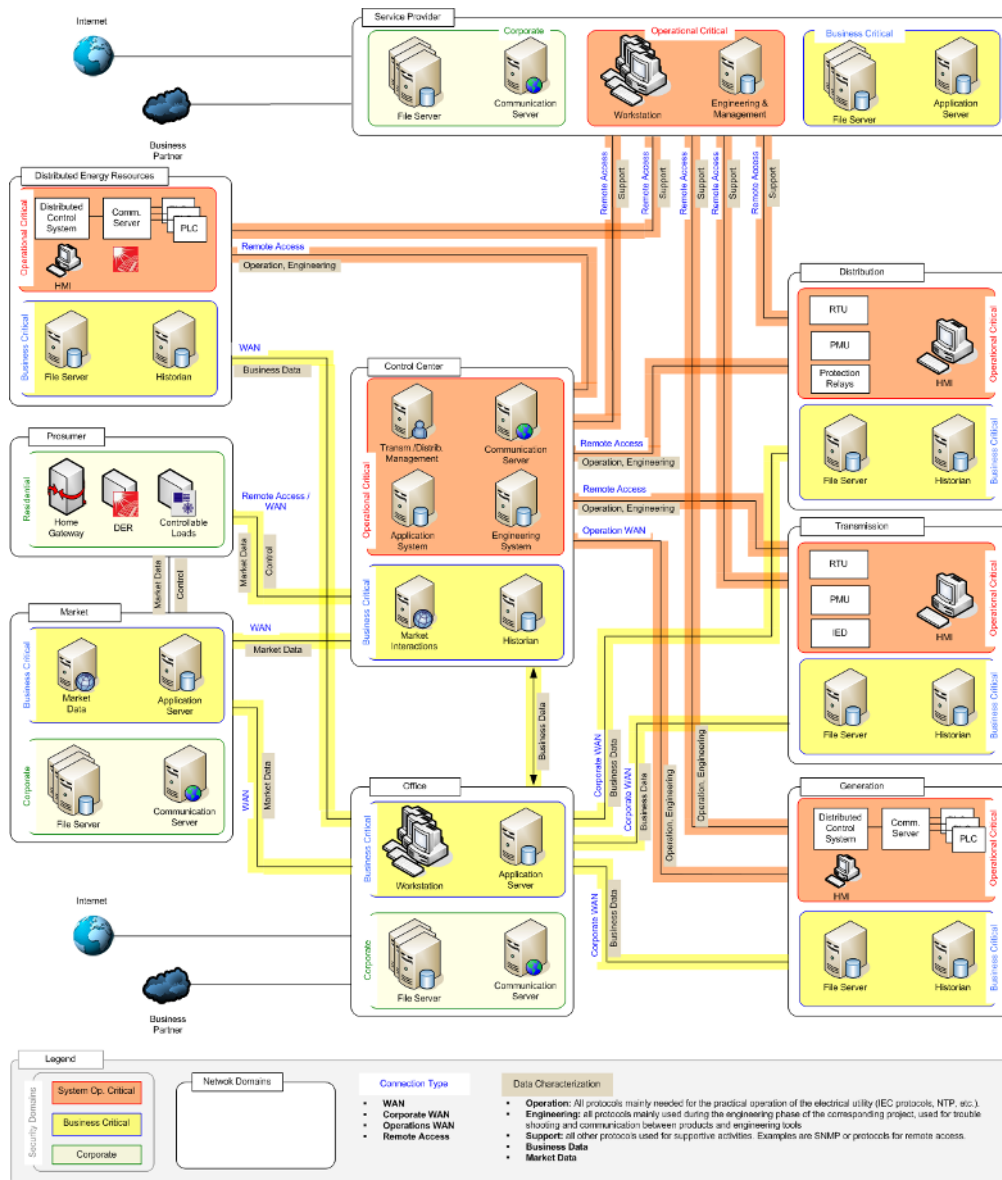 Internet
Service Provider
Corporate
File Server
Communication
Server
Operational Critical
Workstation
Engineering &
Management
Business Critical
File Server
Application
Server
Business
Partner
Remote Access
Support
Remote Access
Support
Remote Access
Support
Remote Access
Support
Remote Access
Distributed Energy Resources
Operational Critical
Distributed
Control
System
Comm.
Server
PLC
HMI
Business Critical
File Server
Historian
Remote Access
Operation, Engineering
WAN
Business Data
Distribution
RTU
PMU
Protection
Relays
HMI
Operational Critical
File Server
Historian
Business Critical
Control Center
Operational Critical
Transm./Distrib.
Management
Communication
Server
Application
System
Engineering
System
Business Critical
Market
Interactions
Historian
Remote Access
Operation, Engineering
Remote Access
Operation, Engineering
Operation WAN
Prosumer
Residential
Home
Gateway
DER
Controllable
Loads
Remote Access /
WAN
Market Data
Control
Market Data
Control
Market
Business Critical
Market
Data
Application
Server
Corporate
File Server
Communication
Server
WAN
Market Data
WAN
Market Data
Transmission
RTU
PMU
IED
HMI
Operational Critical
File Server
Historian
Business Critical
Business Data
Corporate WAN
Business Data
Corporate WAN
Business Data
Operation, Engineering
Operation, Engineering
Corporate WAN
Business Data
Office
Business Critical
Workstation
Application
Server
Corporate
File Server
Communication
Server
Generation
Distributed
Control
System
Comm.
Server
PLC
HMI
Operational Critical
File Server
Historian
Business Critical
Internet
Business
Partner
Legend
Security Domains
System Op. Critical
Business Critical
Corporate
Netwok Domains
Connection Type
WAN
Corporate WAN
Operations WAN
Remote Access
Data Characterization
Operation: All protocols mainly needed for the practical operation of the electrical utility (IEC protocols, NTP, etc.).
Engineering: all protocols mainly used during the engineering phase of the corresponding project, used for trouble
shooting and communication between products and engineering tools
Support: all other protocols used for supportive activities. Examples are SNMP or protocols for remote access.
Business Data
Market Data